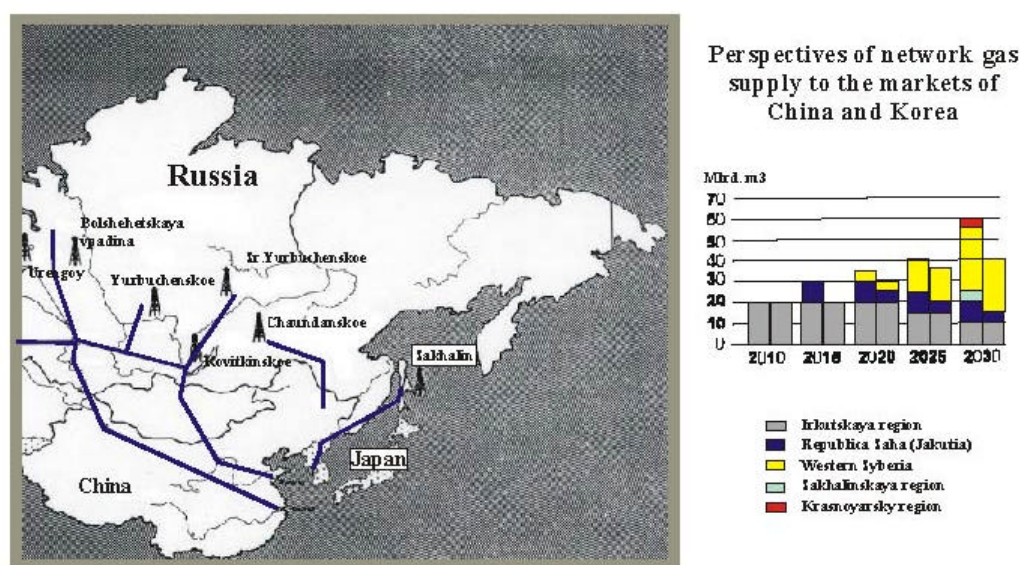 Perspectives of network gas
supply to the markets of
China and Korea
Russia
Bolshehetskaya
vpadina
Urengoy
Yurbuchenskoe
Sr.Yurbuchenskoe
Chaundanskoe
Kovitkinskoe
Sakhalin
Japan
China
Mlrd. m3
70
60
50
40
30
20
10
0
2010 2015 2020 2025 2030
Irkutskaya region
Republica Saha (Jakutia)
Western Syberia
Sakhalinskaya region
Krasnoyarsky region